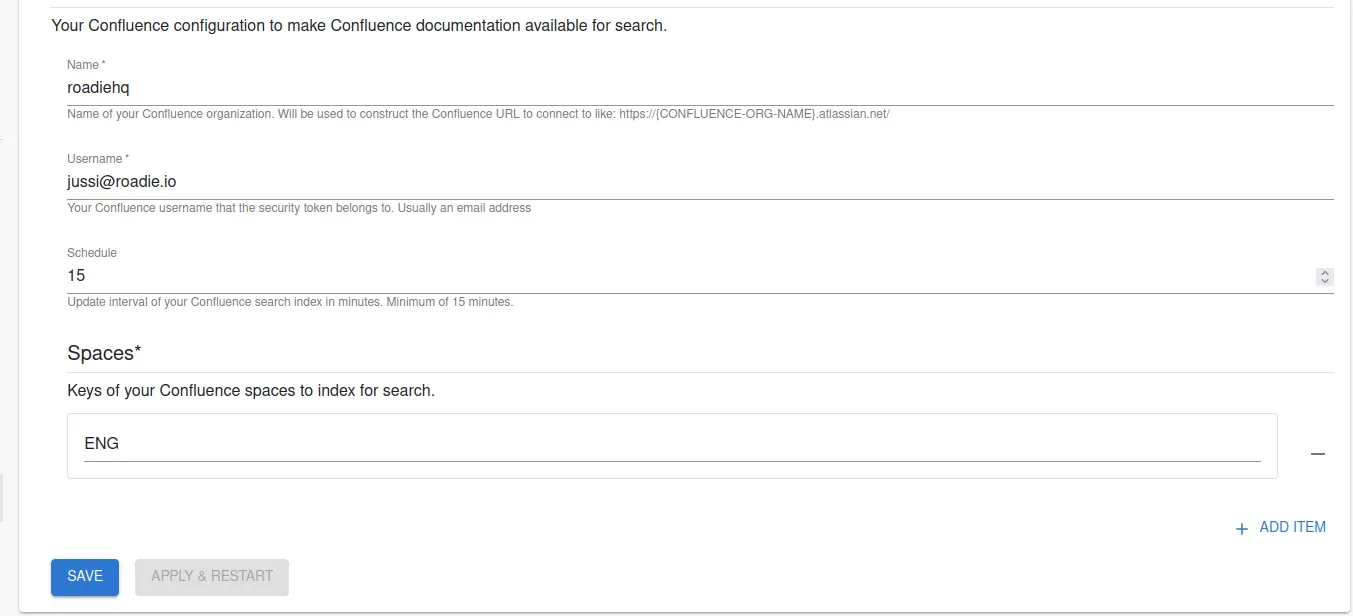 Your Confluence configuration to make Confluence documentation available for search.
Name *
roadiehq
Name of your Confluence organization. Will be used to construct the Confluence URL to connect to like: https://{CONFLUENCE-ORG-NAME}.atlassian.net/
Username *
jussi@roadie.io
Your Confluence username that the security token belongs to. Usually an email address
Schedule
15
Update interval of your Confluence search index in minutes. Minimum of 15 minutes.
Spaces*
Keys of your Confluence spaces to index for search.
ENG
ADD ITEM
SAVE
APPLY & RESTART